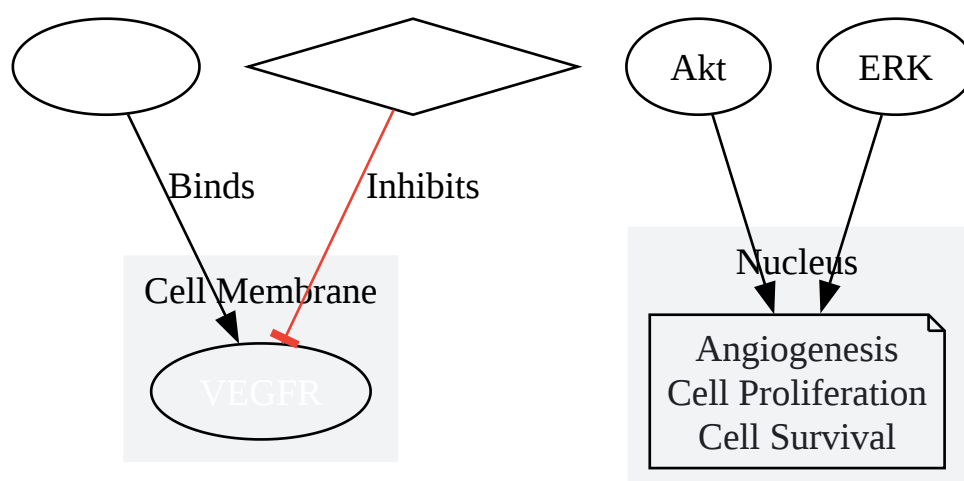 Akt
ERK
Binds
Inhibits
Nucleus
Cell Membrane
Angiogenesis
Cell Proliferation
Cell Survival
VEGFR